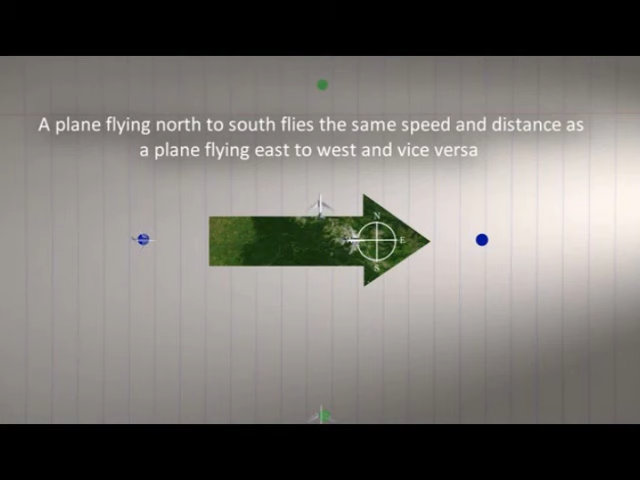 A plane flying north to south flies the same speed and distance as
a plane flying east to west and vice versa
N
E
S